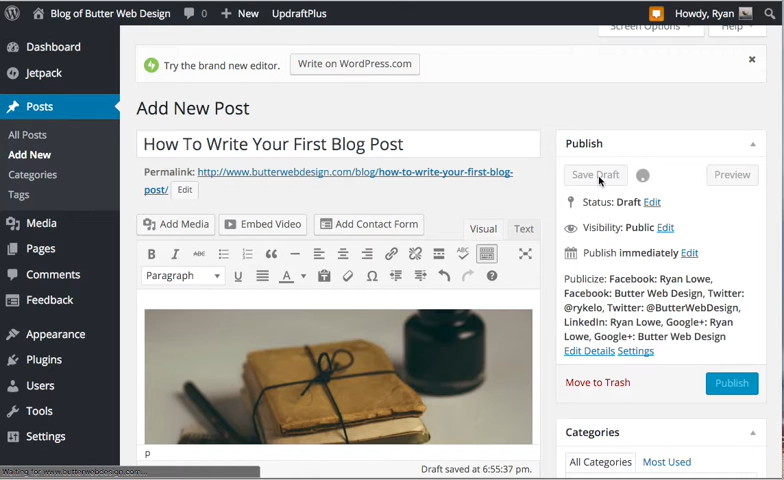 Blog of Butter Web Design 0 + New UpdraftPlus Howdy, Ryan
Screen Options Help
Dashboard
Jetpack
Posts
All Posts
Add New
Categories
Tags
Media
Pages
Comments
Feedback
Appearance
Plugins
Users
Tools
Settings
Try the brand new editor. Write on WordPress.com
Add New Post
How To Write Your First Blog Post
Permalink: http://www.butterwebdesign.com/blog/how-to-write-your-first-blog-
post/ Edit
Add Media Embed Video Add Contact Form Visual Text
B I ABC
Paragraph U A
p
Draft saved at 6:55:37 pm.
Publish
Save Draft Preview
Status: Draft Edit
Visibility: Public Edit
Publish immediately Edit
Publicize: Facebook: Ryan Lowe,
Facebook: Butter Web Design, Twitter:
@rykelo, Twitter: @ButterWebDesign,
LinkedIn: Ryan Lowe, Google+: Ryan
Lowe, Google+: Butter Web Design
Edit Details Settings
Move to Trash Publish
Categories
All Categories Most Used
Waiting for www.butterwebdesign.com...